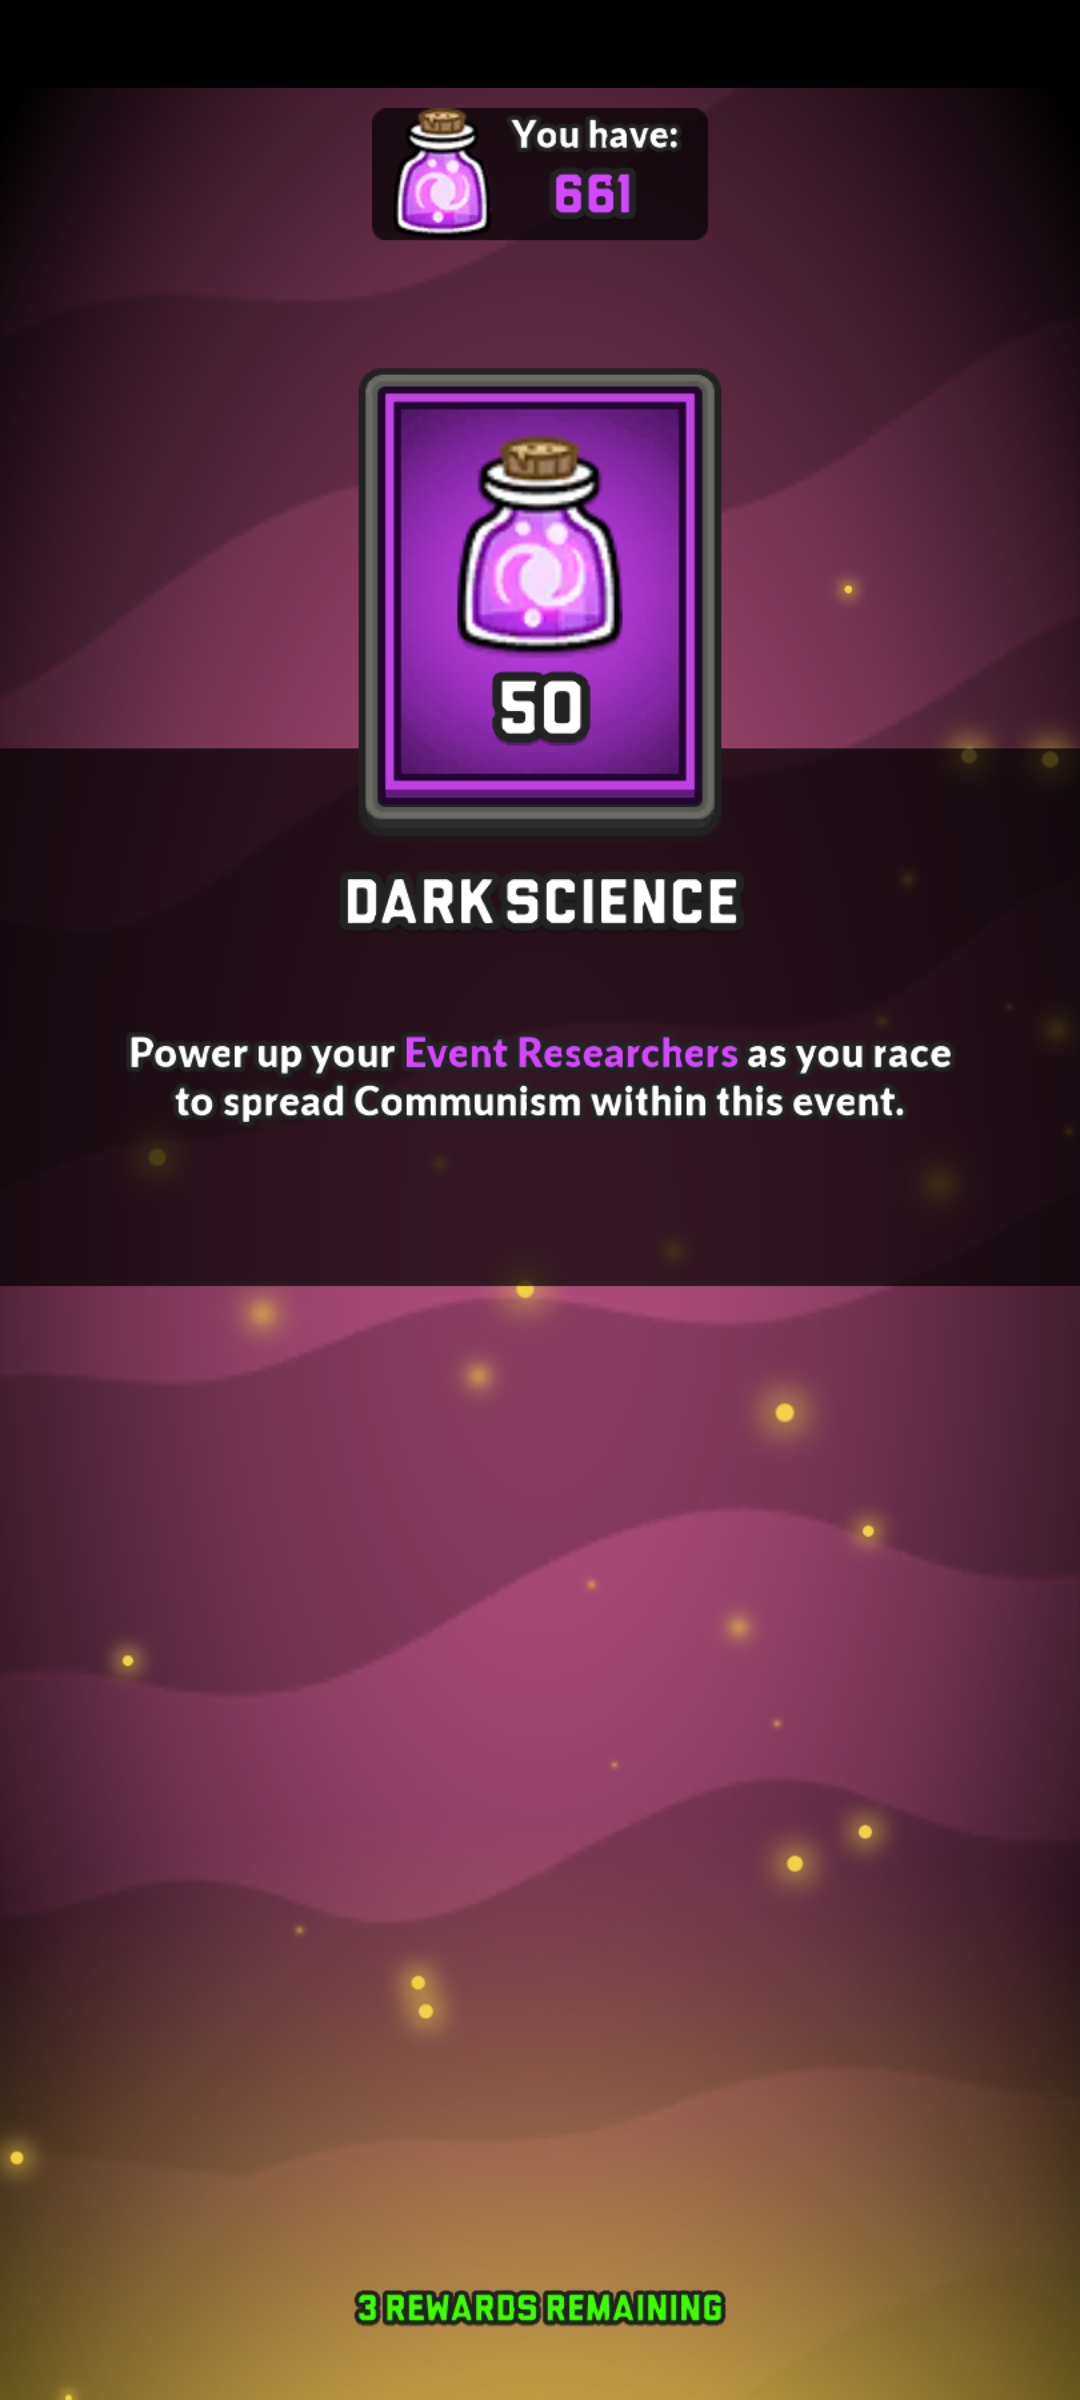 You have:
661
50
DARK SCIENCE
Power up your Event Researchers as you race
to spread Communism within this event.
3 REWARDS REMAINING